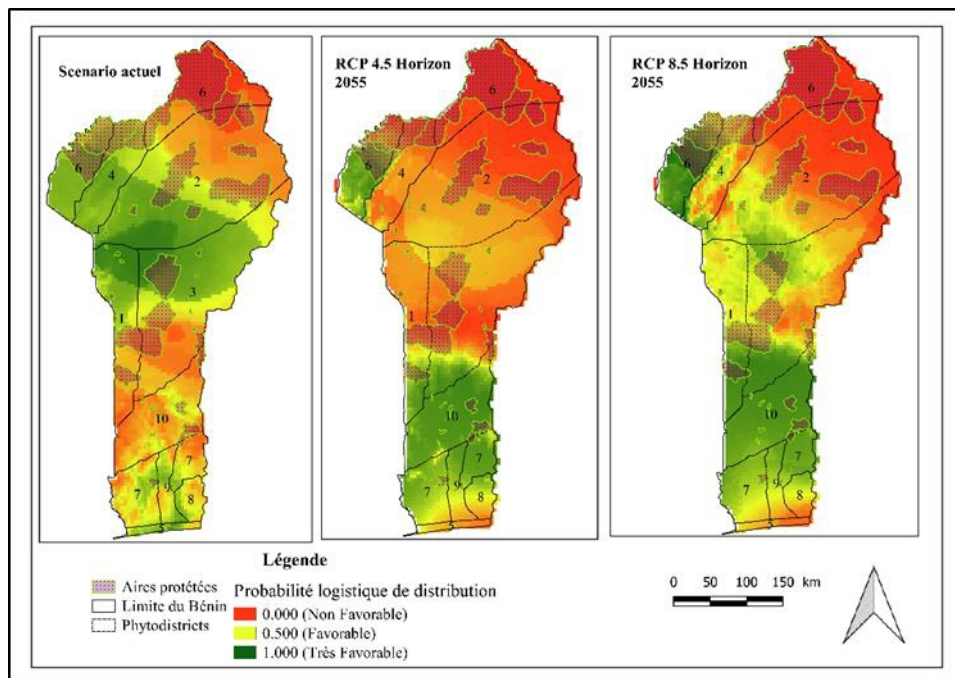 Scenario actuel
RCP 4.5 Horizon
2055
RCP 8.5 Horizon
2055
6
6
4
2
3
1
10
7
7
9
8
6
6
4
2
1
10
7
7
9
8
6
6
4
2
1
10
7
7
9
8
Légende
Aires protétées
Limite du Bénin
Phytodistricts
Probabilité logistique de distribution
0.000 (Non Favorable)
0.500 (Favorable)
1.000 (Très Favorable)
0 50 100 150 km